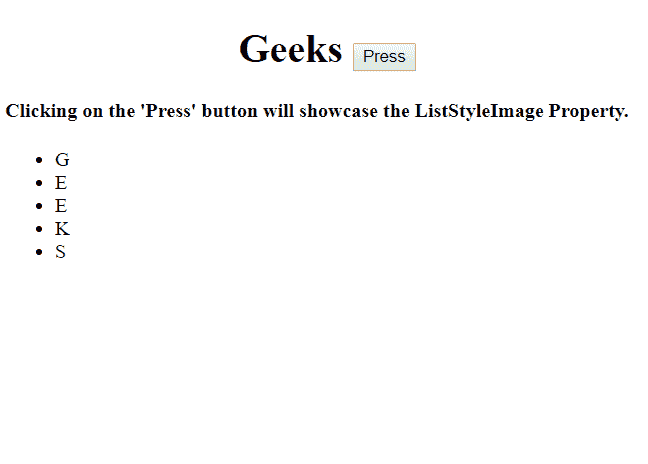 Geeks Press
Clicking on the 'Press' button will showcase the ListStyleImage Property.
• G
• E
• E
• K
• S